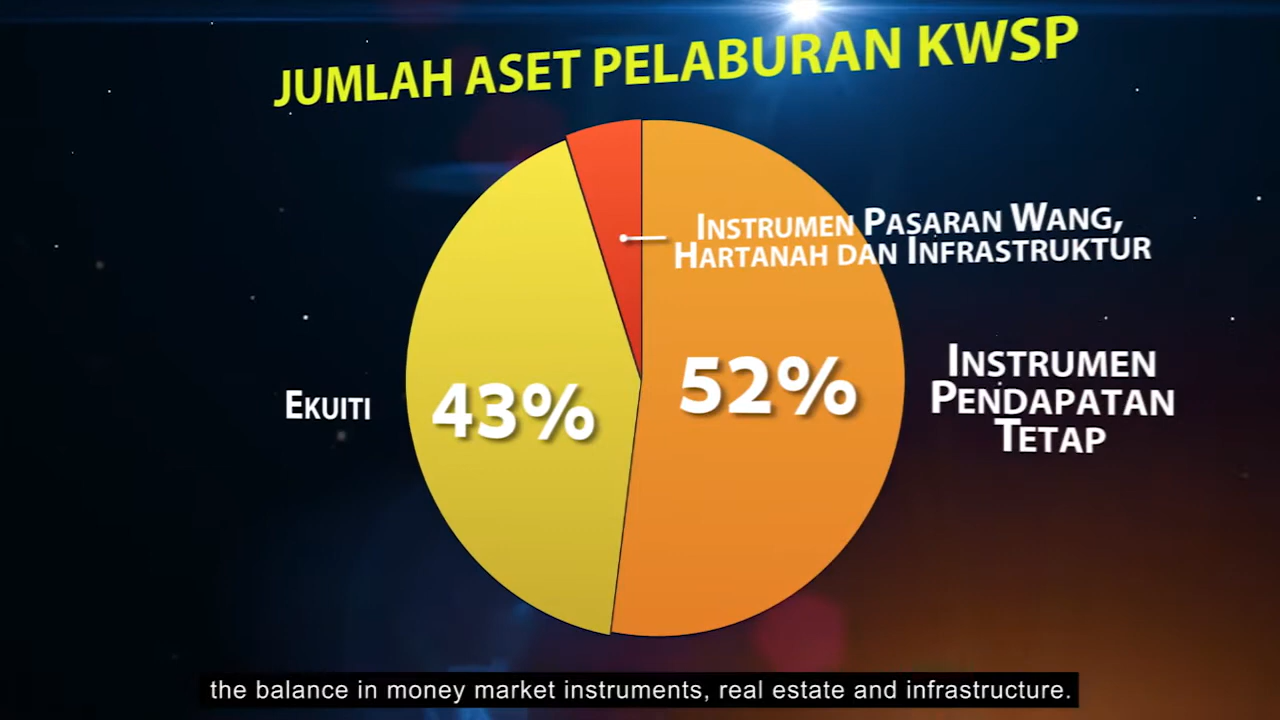 JUMLAH ASET PELABURAN KWSP
INSTRUMEN PASARAN WANG,
HARTANAH DAN INFRASTRUKTUR
52%
INSTRUMEN
PENDAPATAN
TETAP
EKUITI
43%
the balance in money market instruments, real estate and infrastructure.